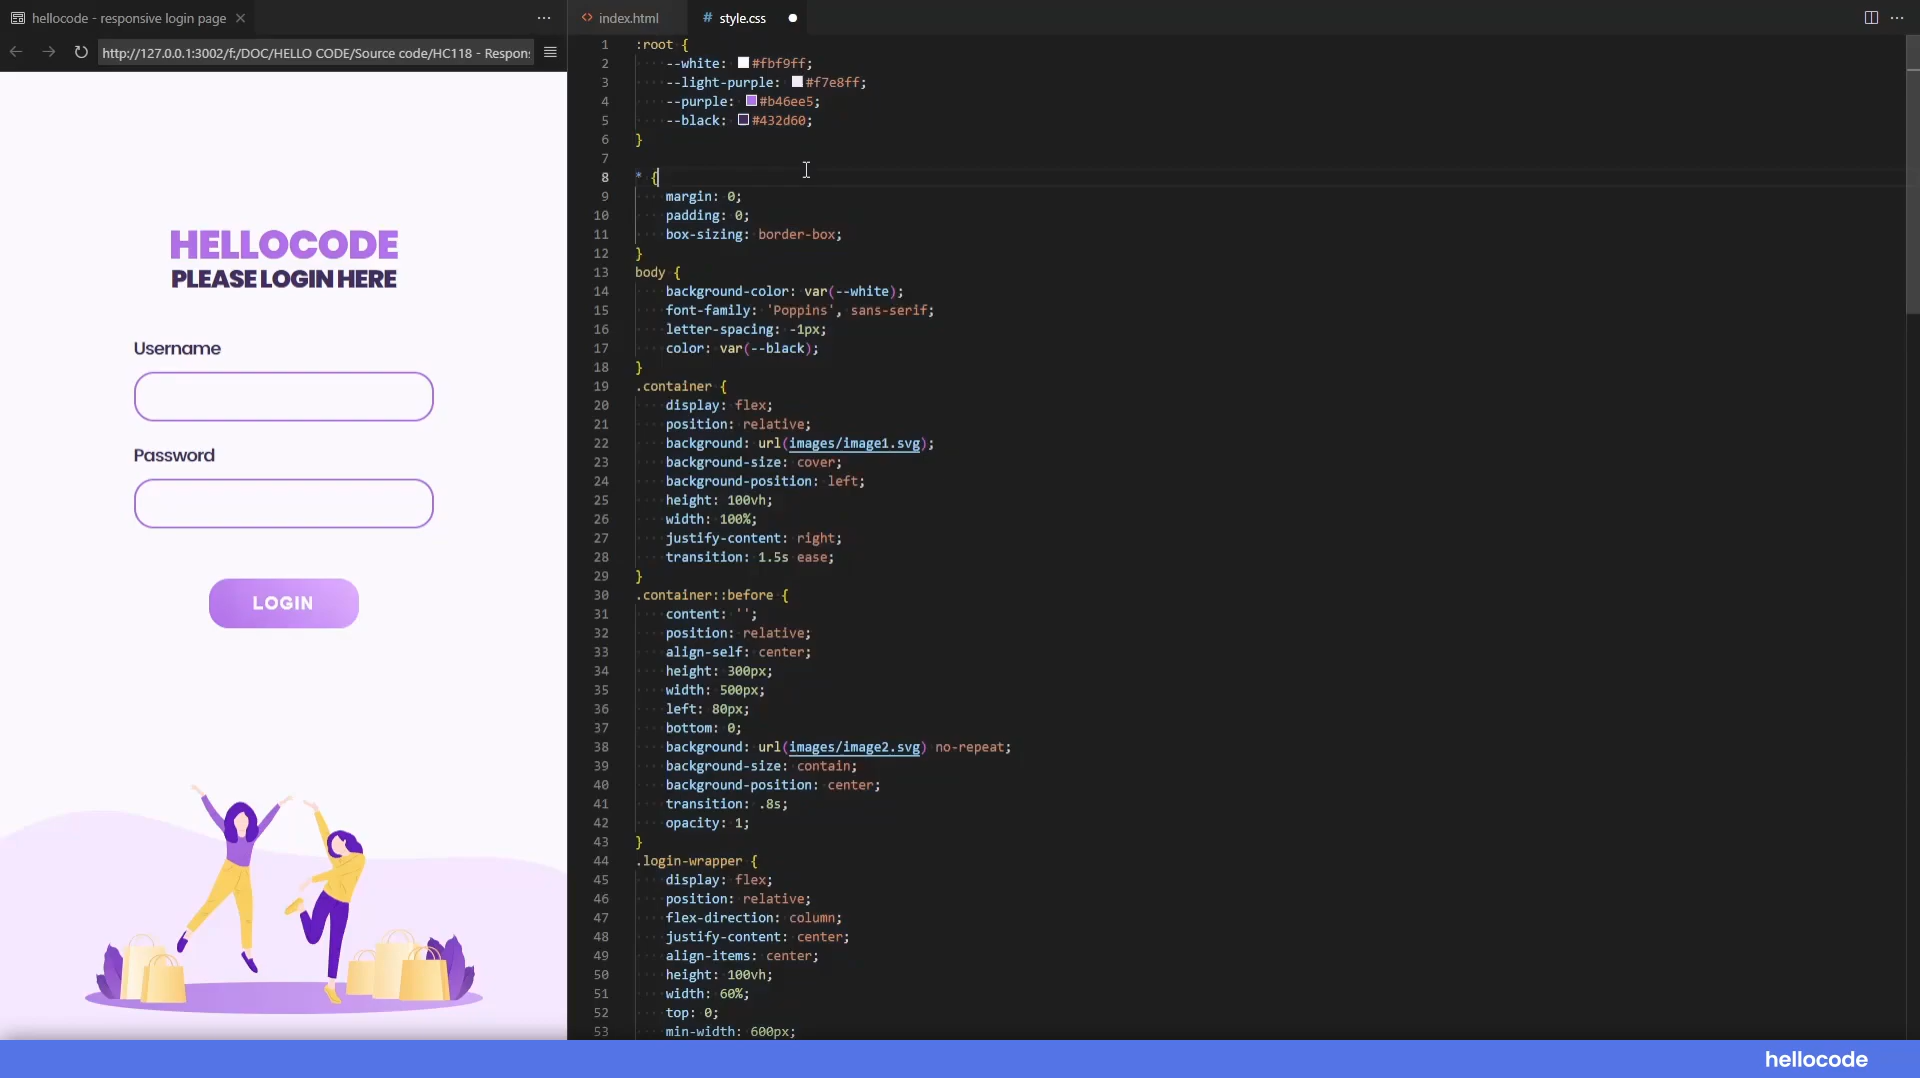 hellocode - responsive login page
http://127.0.0.1:3002/f:/DOC/HELLO CODE/Source code/HC118 - Respon:
HELLOCODE
PLEASE LOGIN HERE
Username
Password
LOGIN
<> index.html
# style.css
1 :root {
2 --white: #fbf9ff;
3 --light-purple: #f7e8ff;
4 --purple: #b46ee5;
5 --black: #432d60;
6 }
7
8 * {
9 margin: 0;
10 padding: 0;
11 box-sizing: border-box;
12 }
13 body {
14 background-color: var(--white);
15 font-family: 'Poppins', sans-serif;
16 letter-spacing: -1px;
17 color: var(--black);
18 }
19 .container {
20 display: flex;
21 position: relative;
22 background: url(images/image1.svg);
23 background-size: cover;
24 background-position: left;
25 height: 100vh;
26 width: 100%;
27 justify-content: right;
28 transition: 1.5s ease;
29 }
30 .container::before {
31 content: '';
32 position: relative;
33 align-self: center;
34 height: 300px;
35 width: 500px;
36 left: 80px;
37 bottom: 0;
38 background: url(images/image2.svg) no-repeat;
39 background-size: contain;
40 background-position: center;
41 transition: .8s;
42 opacity: 1;
43 }
44 .login-wrapper {
45 display: flex;
46 position: relative;
47 flex-direction: column;
48 justify-content: center;
49 align-items: center;
50 height: 100vh;
51 width: 60%;
52 top: 0;
53 min-width: 600px;
hellocode